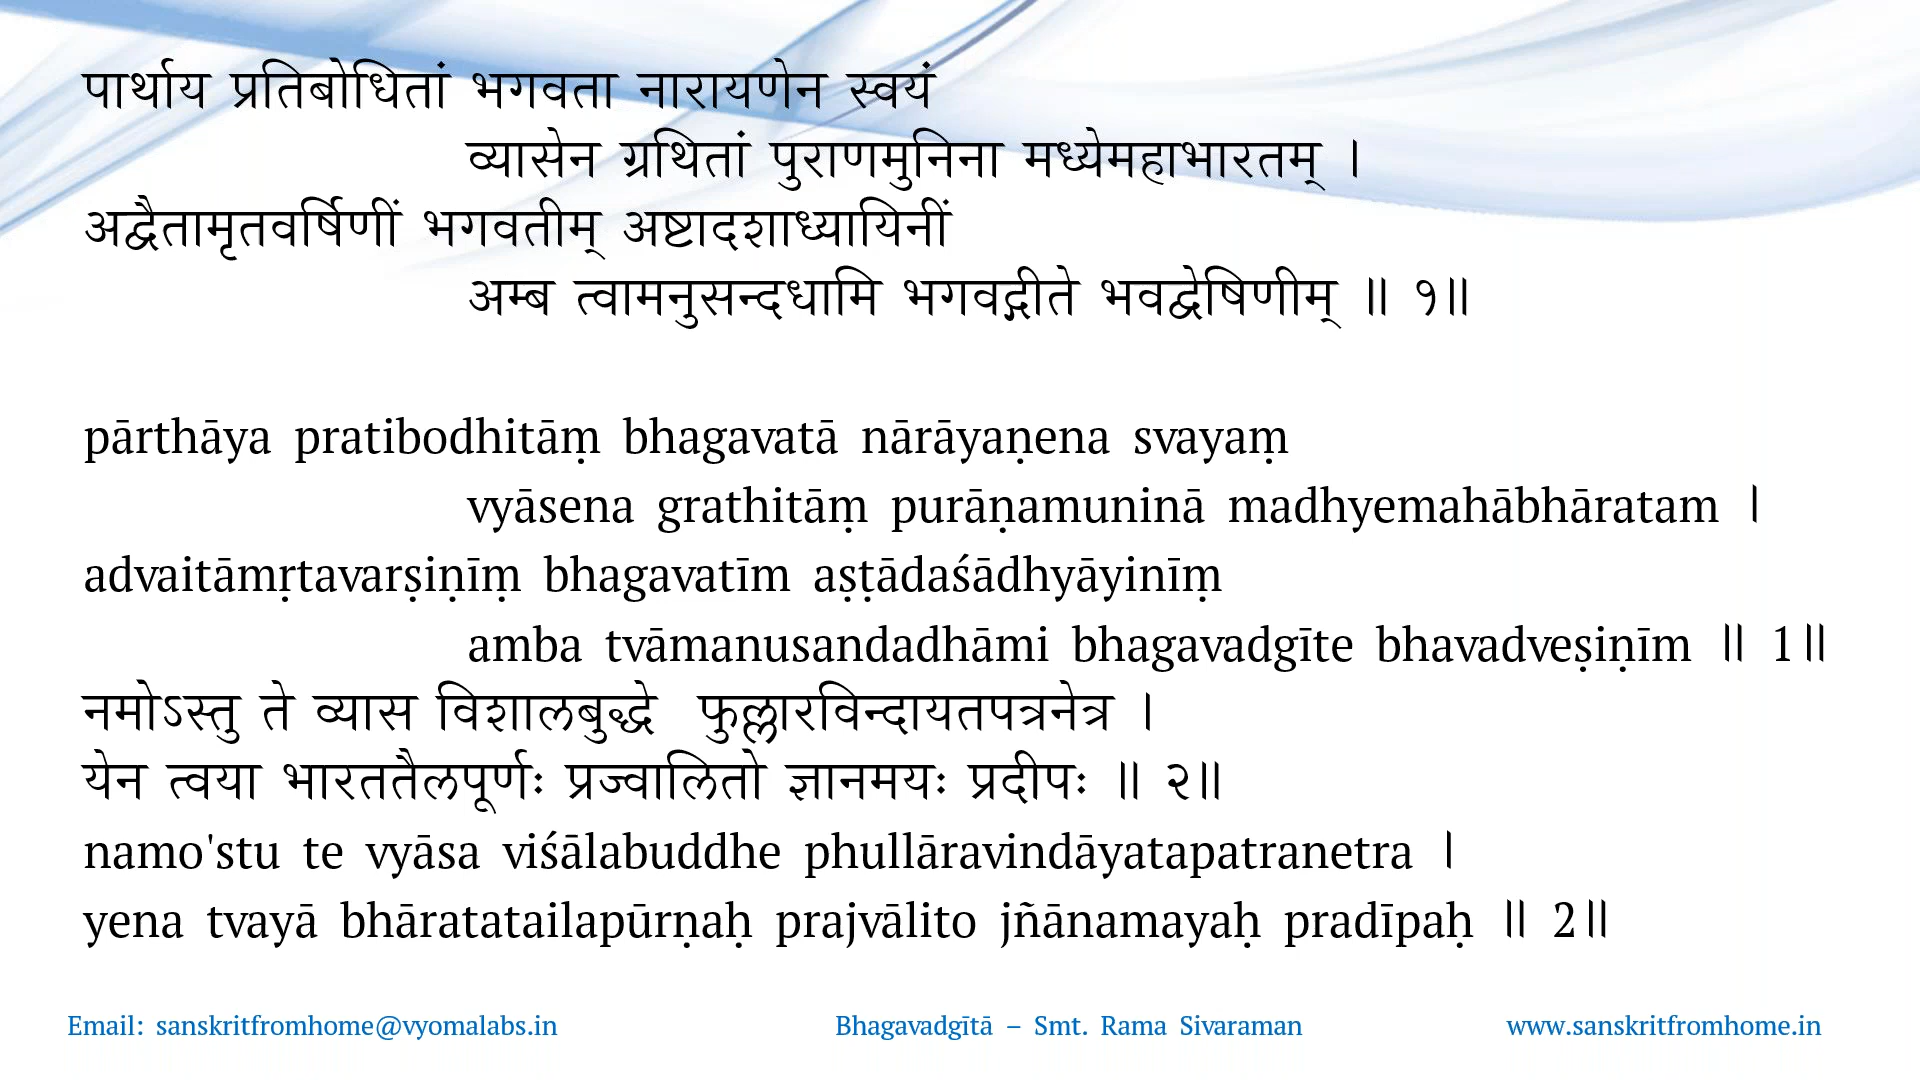 पार्थाय प्रतिबोधितां भगवता नारायणेन स्वयं
व्यासेन ग्रथितां पुराणमुनिना मध्येमहाभारतम् ।
अद्वैतामृतवर्षिणीं भगवतीम् अष्टादशाध्यायिनीं
अम्ब त्वामनुसन्दधामि भगवद्गीते भवद्वेषिणीम् ॥ १॥
pārthāya pratibodhitāṃ bhagavatā nārāyaṇena svayaṃ
vyāsena grathitāṃ purāṇamuninā madhyemahābhāratam ।
advaitāmṛtavarṣiṇīṃ bhagavatīm aṣṭādaśādhyāyinīṃ
amba tvāmanusandadhāmi bhagavadgīte bhavadveṣiṇīm ॥ 1॥
नमोऽस्तु ते व्यास विशालबुद्धे फुल्लारविन्दायतपत्रनेत्र ।
येन त्वया भारततैलपूर्णः प्रज्वालितो ज्ञानमयः प्रदीपः ॥ २॥
namo'stu te vyāsa viśālabuddhe phullāravindāyatapatranetra ।
yena tvayā bhāratatailapūrṇaḥ prajvālito jñānamayaḥ pradīpaḥ ॥ 2॥
Email: sanskritfromhome@vyomalabs.in Bhagavadgītā – Smt. Rama Sivaraman www.sanskritfromhome.in